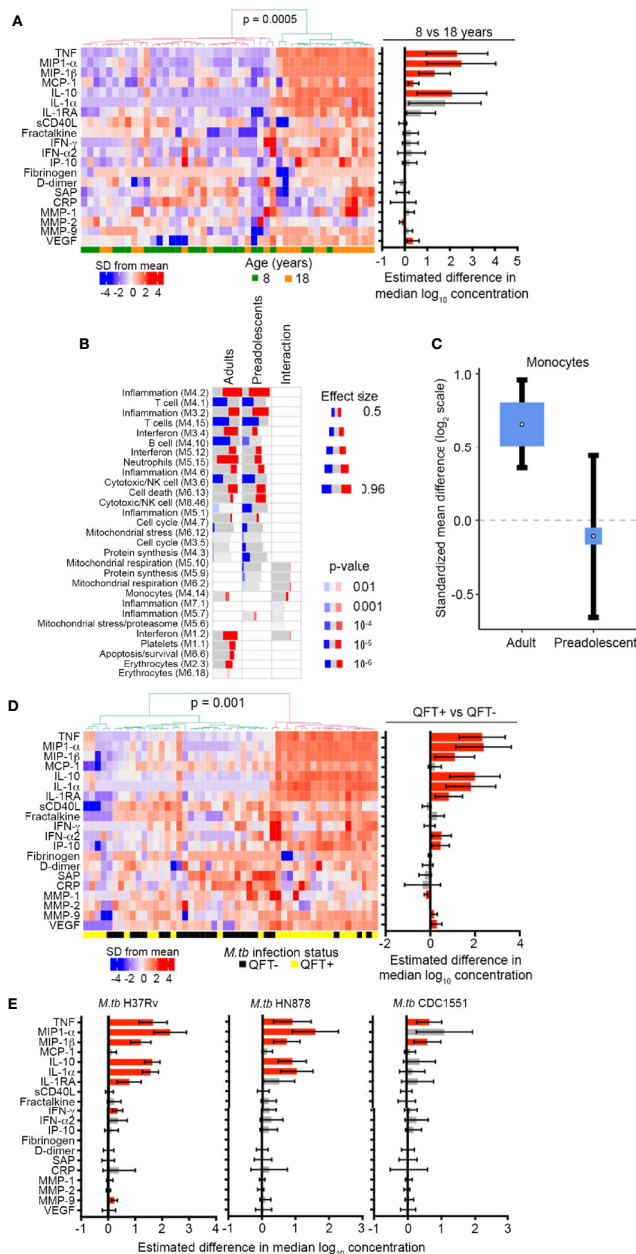 A
p = 0.0005
8 vs 18 years
TNF
MIP1-α
MIP-1β
MCP-1
IL-10
IL-1α
IL-1RA
sCD40L
Fractalkine
IFN-γ
IFN-α2
IP-10
Fibrinogen
D-dimer
SAP
CRP
MMP-1
MMP-2
MMP-9
VEGF
SD from mean
-4 -2 0 2 4
Age (years)
8 18
-1 0 1 2 3 4 5
Estimated difference in
median log10 concentration
B
Adults
Preadolescents
Interaction
Inflammation (M4.2)
T cell (M4.1)
Inflammation (M3.2)
T cells (M4.15)
Interferon (M3.4)
B cell (M4.10)
Interferon (M5.12)
Neutrophils (M5.15)
Inflammation (M4.6)
Cytotoxic/NK cell (M3.6)
Cell death (M6.13)
Cytotoxic/NK cell (M8.46)
Inflammation (M5.1)
Cell cycle (M4.7)
Mitochondrial stress (M6.12)
Cell cycle (M3.5)
Protein synthesis (M4.3)
Mitochondrial respiration (M5.10)
Protein synthesis (M5.9)
Mitochondrial respiration (M6.2)
Monocytes (M4.14)
Inflammation (M7.1)
Inflammation (M5.7)
Mitochondrial stress/proteasome (M5.6)
Interferon (M1.2)
Platelets (M1.1)
Apoptosis/survival (M6.6)
Erythrocytes (M2.3)
Erythrocytes (M6.18)
Effect size
0.5
0.96
p-value
0.01
0.001
10-4
10-5
10-6
C
Monocytes
Standardized mean difference (log2 scale)
1.0
0.5
0.0
-0.5
Adult Preadolescent
D
p = 0.001
QFT+ vs QFT-
TNF
MIP1-α
MIP-1β
MCP-1
IL-10
IL-1α
IL-1RA
sCD40L
Fractalkine
IFN-γ
IFN-α2
IP-10
Fibrinogen
D-dimer
SAP
CRP
MMP-1
MMP-2
MMP-9
VEGF
SD from mean
-4 -2 0 2 4
M.tb infection status
QFT- QFT+
-2 0 2 4
Estimated difference in
median log10 concentration
E
M.tb H37Rv
M.tb HN878
M.tb CDC1551
TNF
MIP1-α
MIP-1β
MCP-1
IL-10
IL-1α
IL-1RA
sCD40L
Fractalkine
IFN-γ
IFN-α2
IP-10
Fibrinogen
D-dimer
SAP
CRP
MMP-1
MMP-2
MMP-9
VEGF
-1 0 1 2 3
-1 0 1 2 3
-1 0 1 2 3
Estimated difference in median log10 concentration